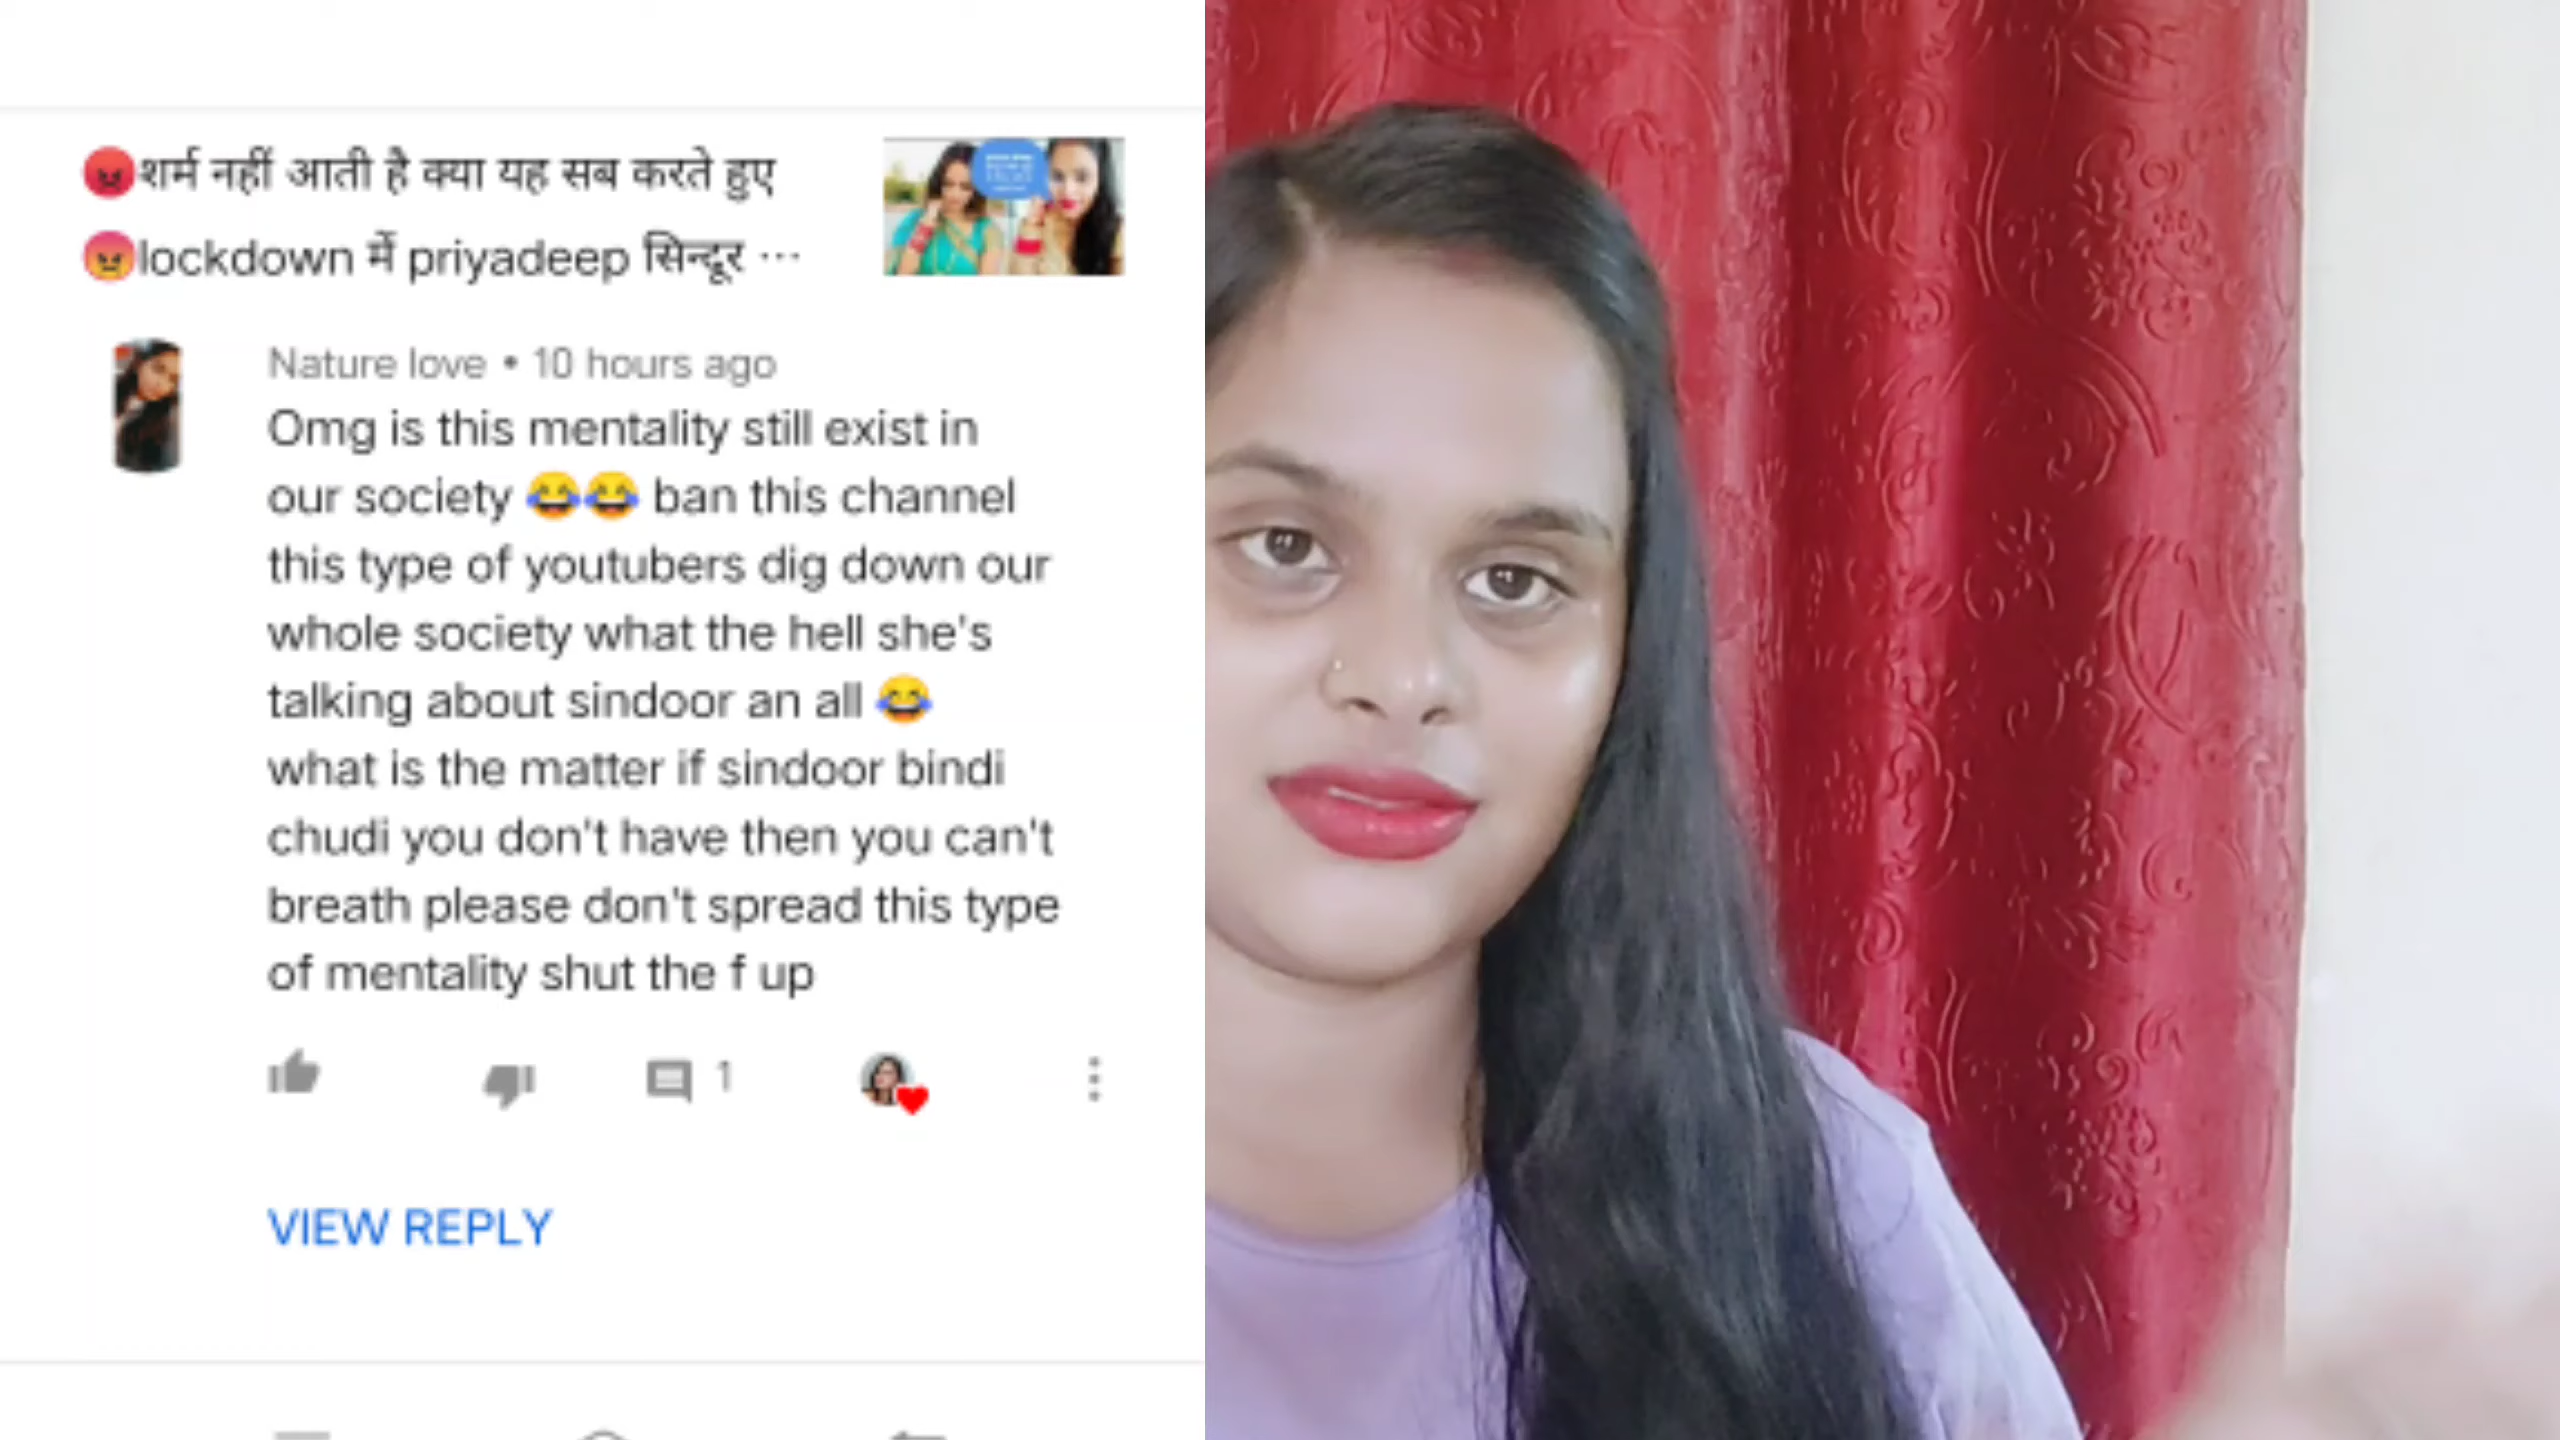 😡शर्म नहीं आती है क्या यह सब करते हुए
😡lockdown में priyadeep सिन्दूर ...
Nature love • 10 hours ago
Omg is this mentality still exist in
our society 😂😂 ban this channel
this type of youtubers dig down our
whole society what the hell she's
talking about sindoor an all 😂
what is the matter if sindoor bindi
chudi you don't have then you can't
breath please don't spread this type
of mentality shut the f up
1
VIEW REPLY